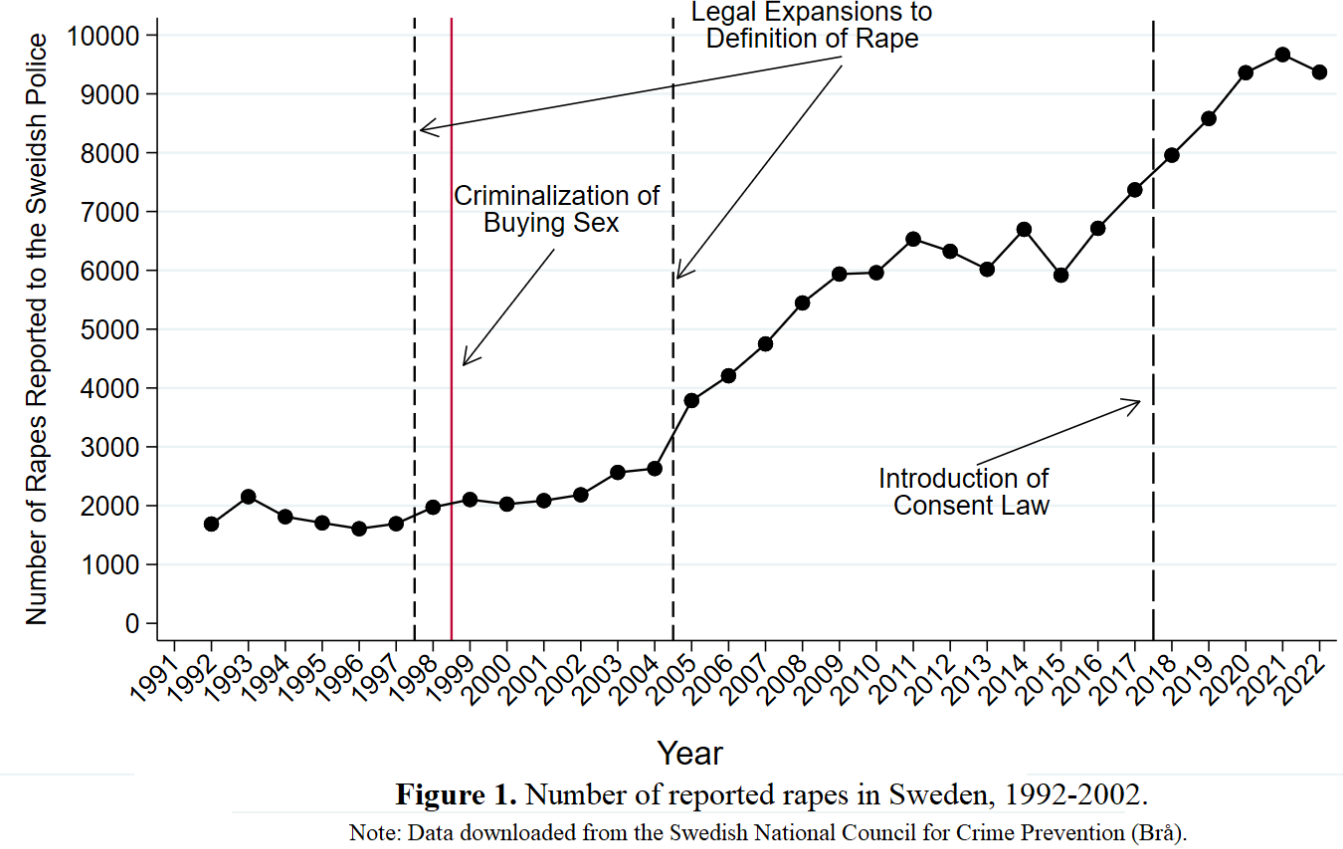 Legal Expansions to
Definition of Rape
Number of Rapes Reported to the Sweidsh Police
10000
9000
8000
7000
6000
5000
4000
3000
2000
1000
0
Criminalization of
Buying Sex
Introduction of
Consent Law
1991 1992 1993 1994 1995 1996 1997 1998 1999 2000 2001 2002 2003 2004 2005 2006 2007 2008 2009 2010 2011 2012 2013 2014 2015 2016 2017 2018 2019 2020 2021 2022
Year
Figure 1. Number of reported rapes in Sweden, 1992-2002.
Note: Data downloaded from the Swedish National Council for Crime Prevention (Brå).